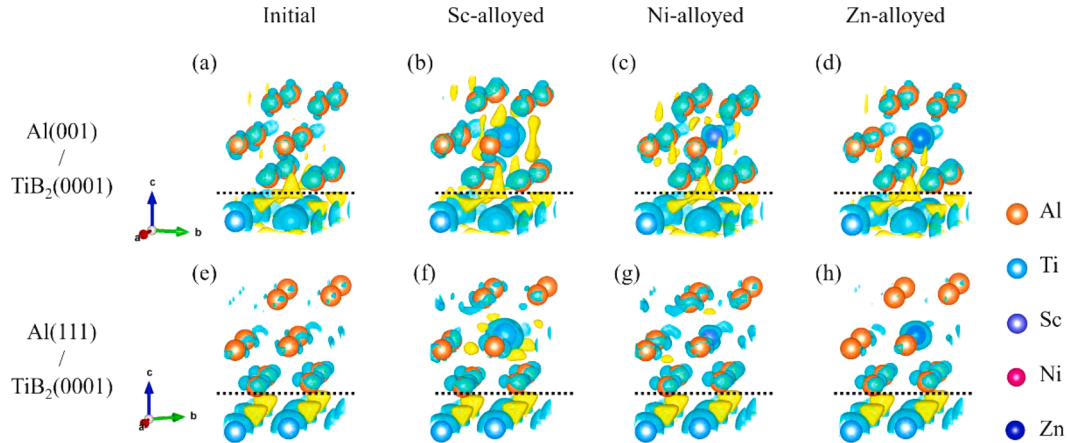 Initial Sc-alloyed Ni-alloyed Zn-alloyed
(a) (b) (c) (d)
Al(001)
/
TiB₂(0001)
c
a b
Al
Ti
Sc
Ni
Zn
(e) (f) (g) (h)
Al(111)
/
TiB₂(0001)
c
a b